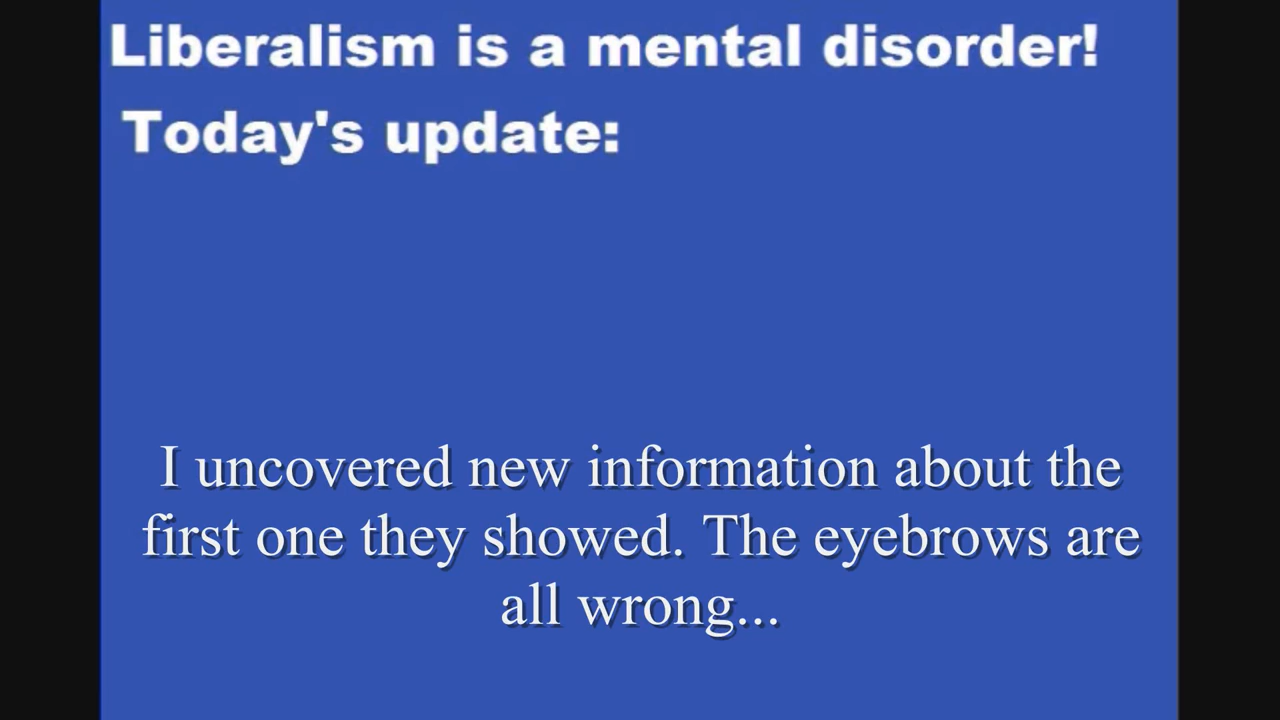 Liberalism is a mental disorder!
Today's update:
I uncovered new information about the
first one they showed. The eyebrows are
all wrong...